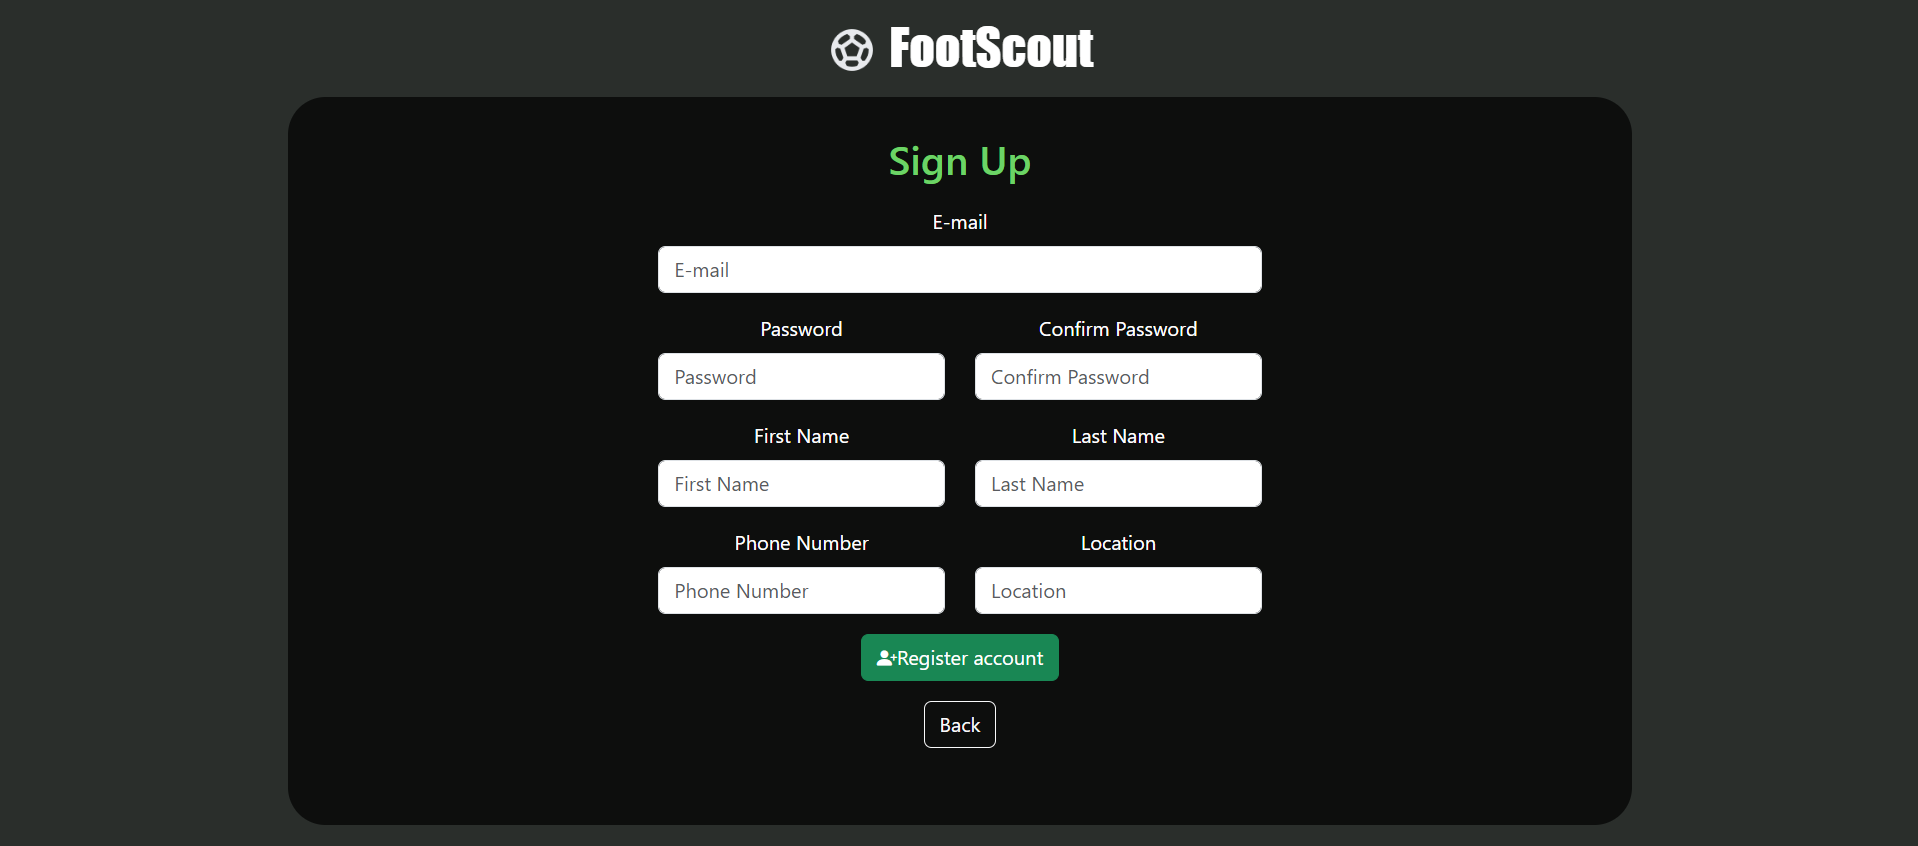 FootScout
Sign Up
E-mail
E-mail
Password Confirm Password
Password Confirm Password
First Name Last Name
First Name Last Name
Phone Number Location
Phone Number Location
Register account
Back